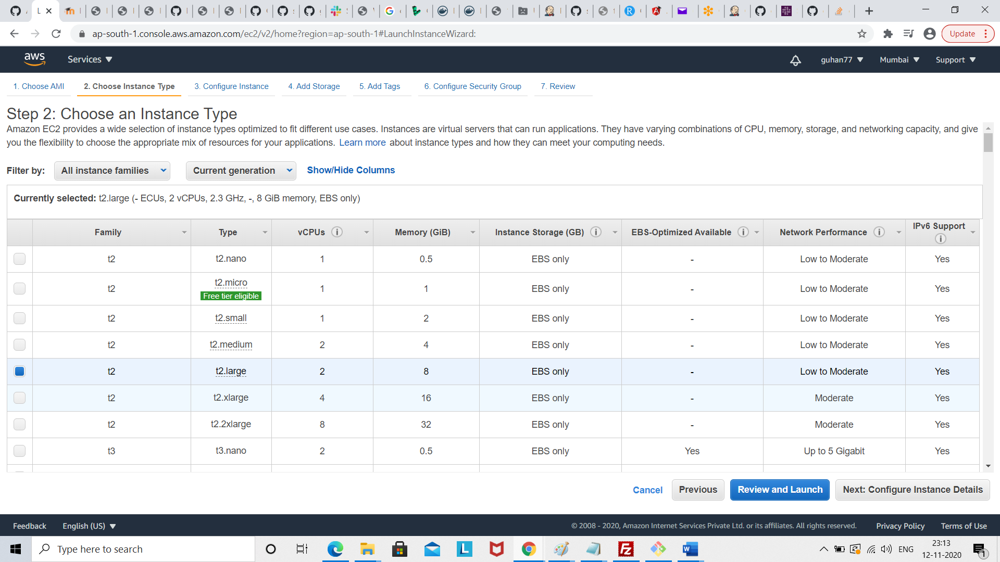 ap-south-1.console.aws.amazon.com/ec2/v2/home?region=ap-south-1#LaunchInstanceWizard:
Update
aws
Services
guhan77
Mumbai
Support
1. Choose AMI
2. Choose Instance Type
3. Configure Instance
4. Add Storage
5. Add Tags
6. Configure Security Group
7. Review
Step 2: Choose an Instance Type
Amazon EC2 provides a wide selection of instance types optimized to fit different use cases. Instances are virtual servers that can run applications. They have varying combinations of CPU, memory, storage, and networking capacity, and give
you the flexibility to choose the appropriate mix of resources for your applications. Learn more about instance types and how they can meet your computing needs.
Filter by: All instance families Current generation Show/Hide Columns
Currently selected: t2.large (- ECUs, 2 vCPUs, 2.3 GHz, -, 8 GiB memory, EBS only)
Family Type vCPUs Memory (GiB) Instance Storage (GB) EBS-Optimized Available Network Performance IPv6 Support
t2 t2.nano 1 0.5 EBS only - Low to Moderate Yes
t2 t2.micro 1 1 EBS only - Low to Moderate Yes
Free tier eligible
t2 t2.small 1 2 EBS only - Low to Moderate Yes
t2 t2.medium 2 4 EBS only - Low to Moderate Yes
t2 t2.large 2 8 EBS only - Low to Moderate Yes
t2 t2.xlarge 4 16 EBS only - Moderate Yes
t2 t2.2xlarge 8 32 EBS only - Moderate Yes
t3 t3.nano 2 0.5 EBS only Yes Up to 5 Gigabit Yes
Cancel Previous Review and Launch Next: Configure Instance Details
Feedback English (US) © 2008 - 2020, Amazon Internet Services Private Ltd. or its affiliates. All rights reserved. Privacy Policy Terms of Use
Type here to search
ENG
23:13
12-11-2020
1